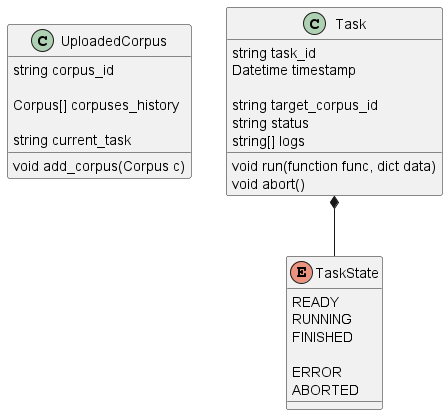 C UploadedCorpus
string corpus_id
Corpus[] corpuses_history
string current_task
void add_corpus(Corpus c)
C Task
string task_id
Datetime timestamp
string target_corpus_id
string status
string[] logs
void run(function func, dict data)
void abort()
E TaskState
READY
RUNNING
FINISHED
ERROR
ABORTED